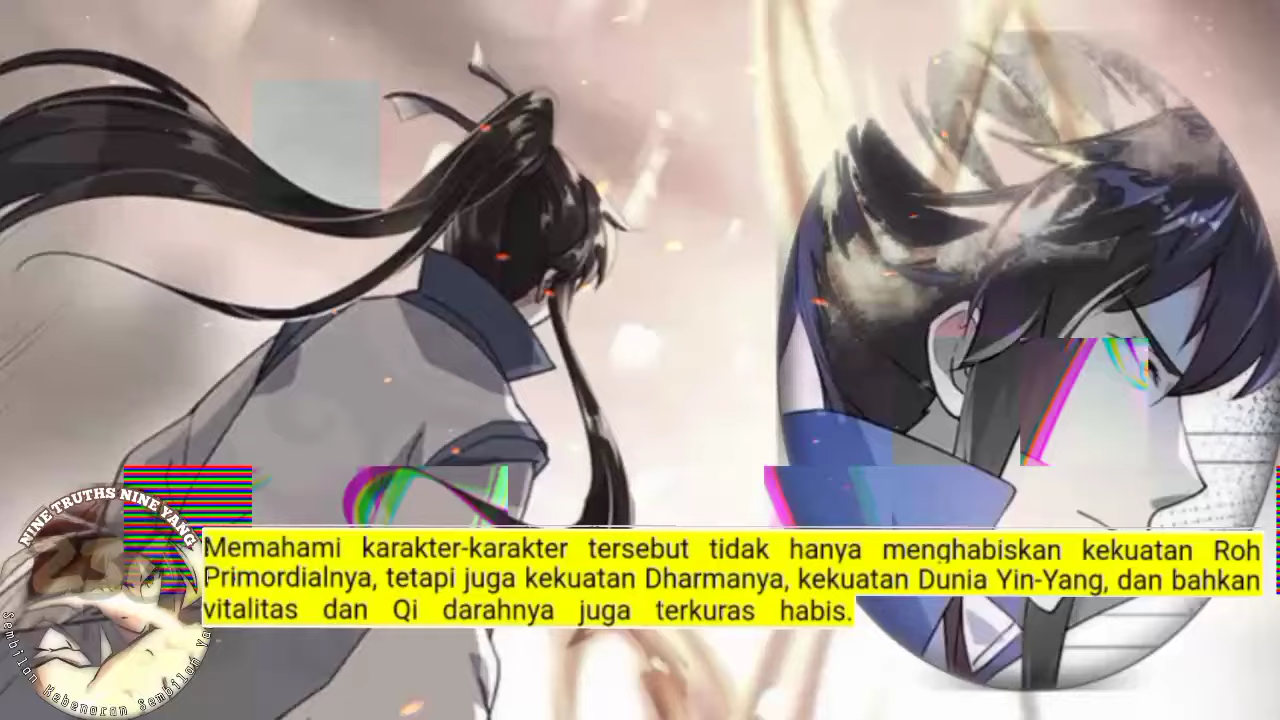 NINE TRUTHS NINE YANG
Memahami karakter-karakter tersebut tidak hanya menghabiskan kekuatan Roh
Primordialnya, tetapi juga kekuatan Dharmanya, kekuatan Dunia Yin-Yang, dan bahkan
vitalitas dan Qi darahnya juga terkuras habis.
Sembilan Kebenaran Sembilan Ya